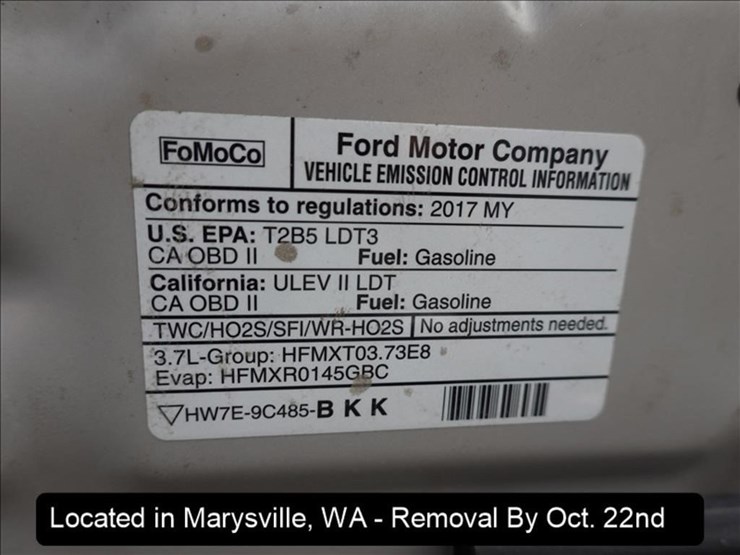 FoMoCo
Ford Motor Company
VEHICLE EMISSION CONTROL INFORMATION
Conforms to regulations: 2017 MY
U.S. EPA: T2B5 LDT3
CA OBD II Fuel: Gasoline
California: ULEV II LDT
CA OBD II Fuel: Gasoline
TWC/HO2S/SFI/WR-HO2S No adjustments needed.
3.7L-Group: HFMXT03.73E8
Evap: HFMXR0145GBC
HW7E-9C485-B K K
Located in Marysville, WA - Removal By Oct. 22nd